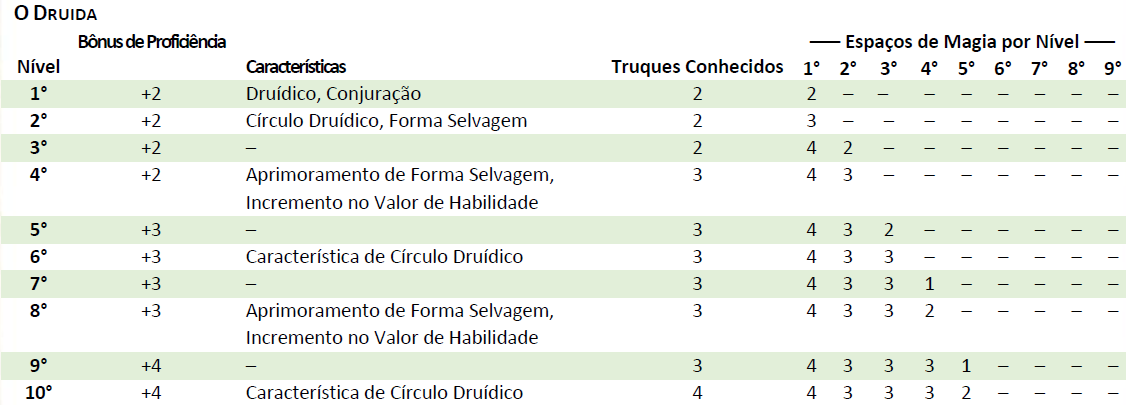 O DRUIDA
Bônus de Proficiência —— Espaços de Magia por Nível ——
Nível Características Truques Conhecidos 1° 2° 3° 4° 5° 6° 7° 8° 9°
1° +2 Druídico, Conjuração 2 2 – – – – – – – –
2° +2 Círculo Druídico, Forma Selvagem 2 3 – – – – – – – –
3° +2 – 2 4 2 – – – – – – –
4° +2 Aprimoramento de Forma Selvagem, 3 4 3 – – – – – – –
Incremento no Valor de Habilidade
5° +3 – 3 4 3 2 – – – – – –
6° +3 Característica de Círculo Druídico 3 4 3 3 – – – – – –
7° +3 – 3 4 3 3 1 – – – – –
8° +3 Aprimoramento de Forma Selvagem, 3 4 3 3 2 – – – – –
Incremento no Valor de Habilidade
9° +4 – 3 4 3 3 3 1 – – – –
10° +4 Característica de Círculo Druídico 4 4 3 3 3 2 – – – –